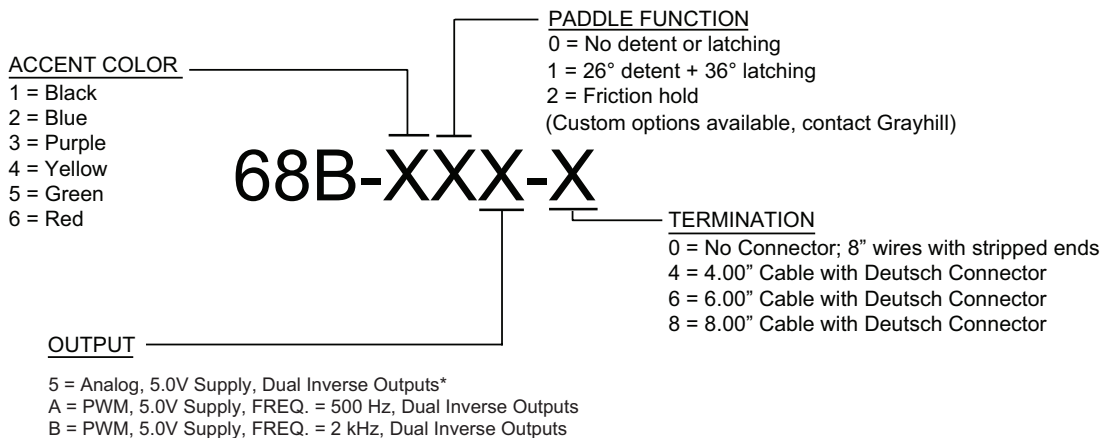 PADDLE FUNCTION
0 = No detent or latching
1 = 26° detent + 36° latching
2 = Friction hold
(Custom options available, contact Grayhill)
ACCENT COLOR
1 = Black
2 = Blue
3 = Purple
4 = Yellow
5 = Green
6 = Red
68B-XXX-X
TERMINATION
0 = No Connector; 8” wires with stripped ends
4 = 4.00” Cable with Deutsch Connector
6 = 6.00” Cable with Deutsch Connector
8 = 8.00” Cable with Deutsch Connector
OUTPUT
5 = Analog, 5.0V Supply, Dual Inverse Outputs*
A = PWM, 5.0V Supply, FREQ. = 500 Hz, Dual Inverse Outputs
B = PWM, 5.0V Supply, FREQ. = 2 kHz, Dual Inverse Outputs